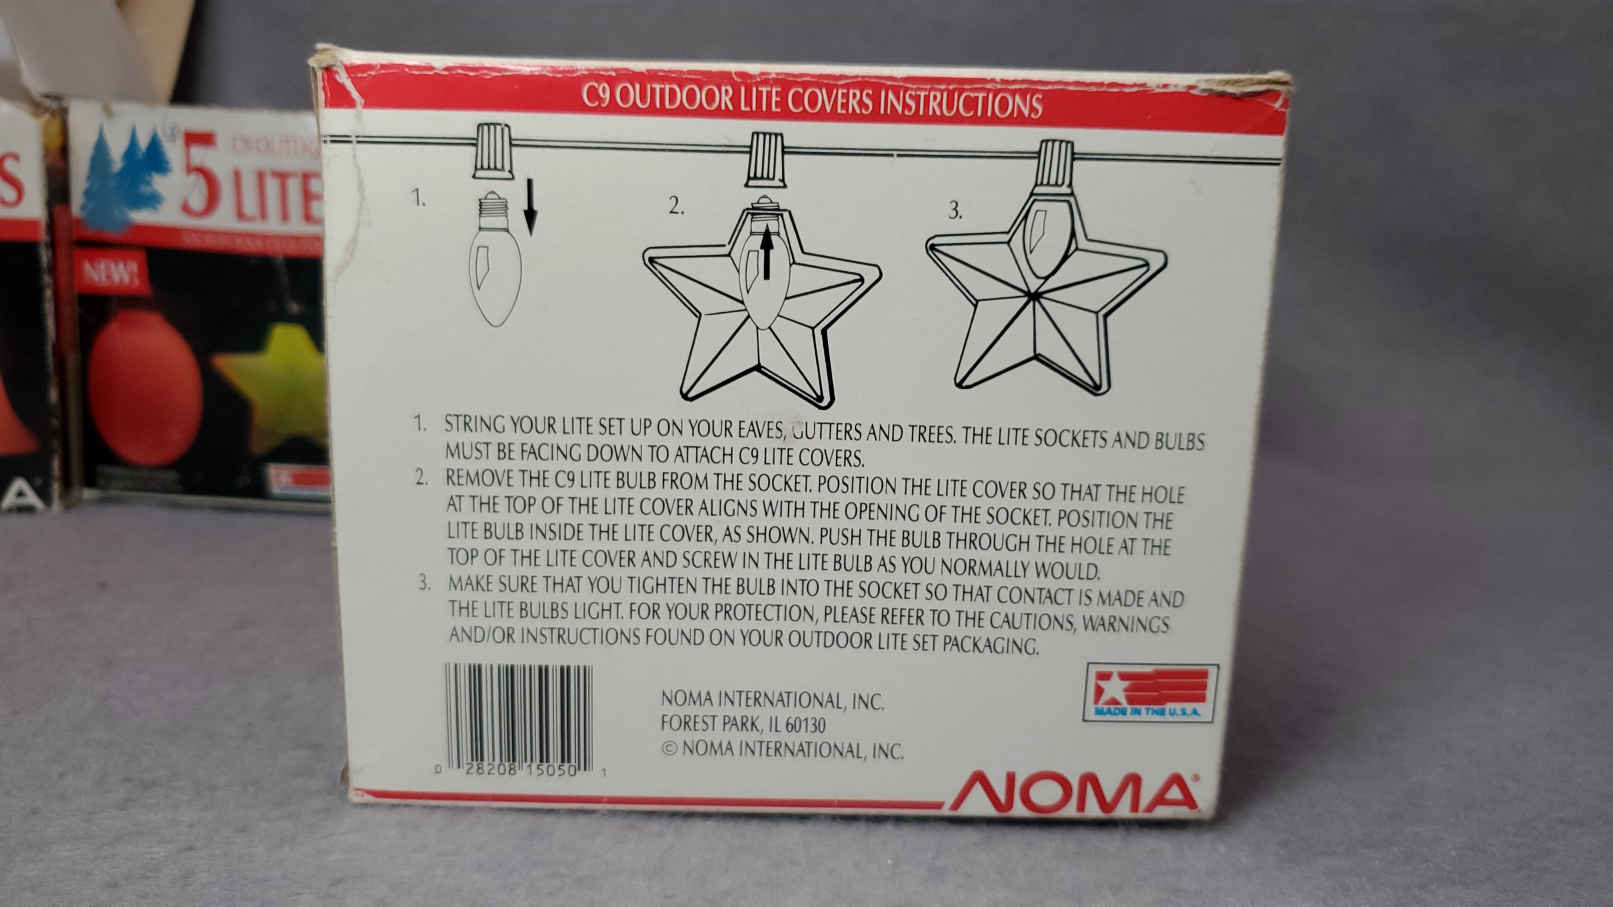 C9 OUTDOOR LITE COVERS INSTRUCTIONS
1.
2.
3.
1. STRING YOUR LITE SET UP ON YOUR EAVES, GUTTERS AND TREES. THE LITE SOCKETS AND BULBS
MUST BE FACING DOWN TO ATTACH C9 LITE COVERS.
2. REMOVE THE C9 LITE BULB FROM THE SOCKET. POSITION THE LITE COVER SO THAT THE HOLE
AT THE TOP OF THE LITE COVER ALIGNS WITH THE OPENING OF THE SOCKET. POSITION THE
LITE BULB INSIDE THE LITE COVER, AS SHOWN. PUSH THE BULB THROUGH THE HOLE AT THE
TOP OF THE LITE COVER AND SCREW IN THE LITE BULB AS YOU NORMALLY WOULD.
3. MAKE SURE THAT YOU TIGHTEN THE BULB INTO THE SOCKET SO THAT CONTACT IS MADE AND
THE LITE BULBS LIGHT. FOR YOUR PROTECTION, PLEASE REFER TO THE CAUTIONS, WARNINGS
AND/OR INSTRUCTIONS FOUND ON YOUR OUTDOOR LITE SET PACKAGING.
0 28208 15050 1
NOMA INTERNATIONAL, INC.
FOREST PARK, IL 60130
© NOMA INTERNATIONAL, INC.
MADE IN THE U.S.A.
NOMA®
S
5
LITE
NEW!
A